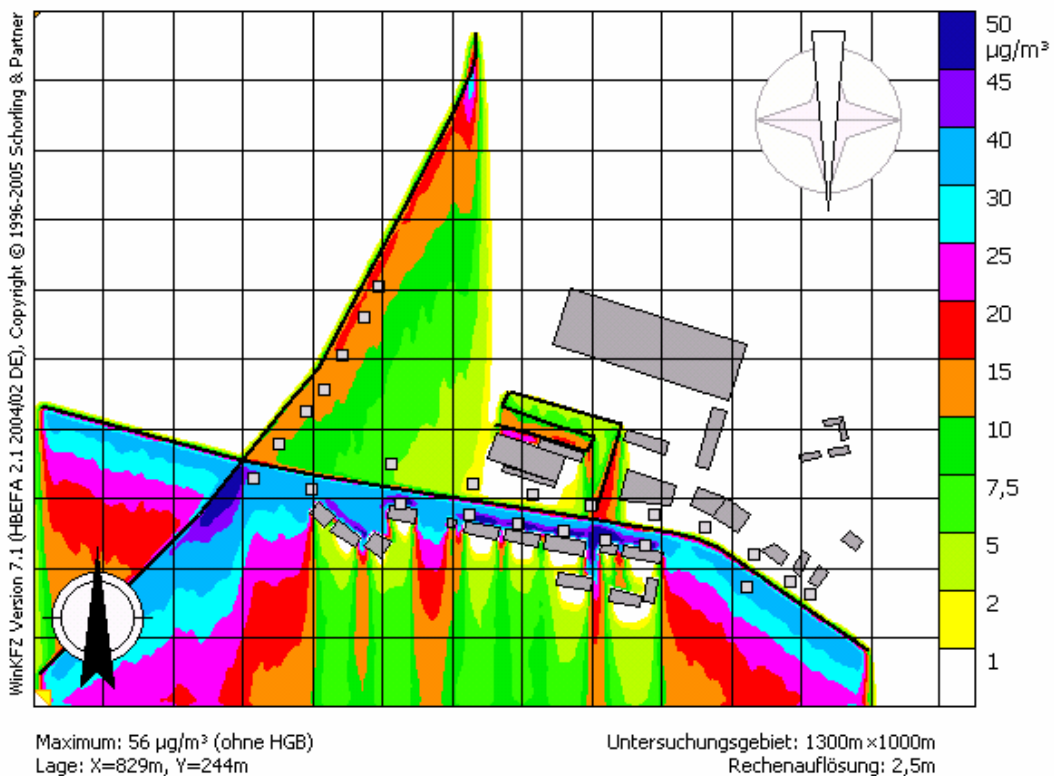 WinKFZ Version 7.1 (HBEFA 2.1 2004/02 DE), Copyright © 1996-2005 Schorling & Partner
50
µg/m³
45
40
30
25
20
15
10
7,5
5
2
1
Maximum: 56 µg/m³ (ohne HGB)
Lage: X=829m, Y=244m
Untersuchungsgebiet: 1300m×1000m
Rechenauflösung: 2,5m